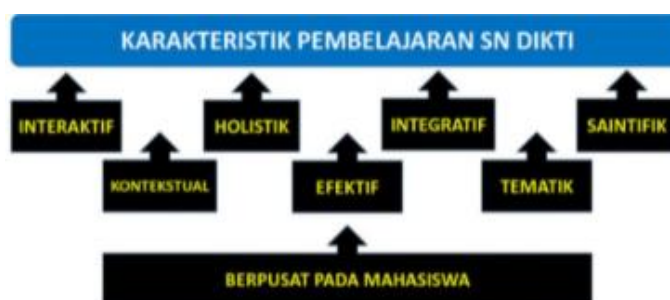 KARAKTERISTIK PEMBELAJARAN SN DIKTI
INTERAKTIF
HOLISTIK
INTEGRATIF
SAINTIFIK
KONTEKSTUAL
EFEKTIF
TEMATIK
BERPUSAT PADA MAHASISWA